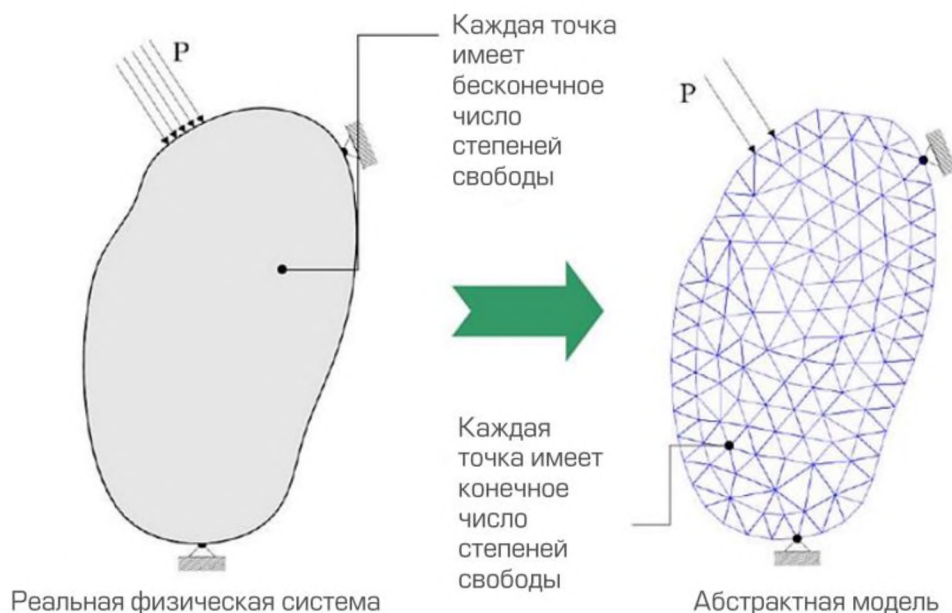 P
Каждая точка
имеет
бесконечное
число
степеней
свободы
P
Каждая
точка имеет
конечное
число
степеней
свободы
Реальная физическая система
Абстрактная модель